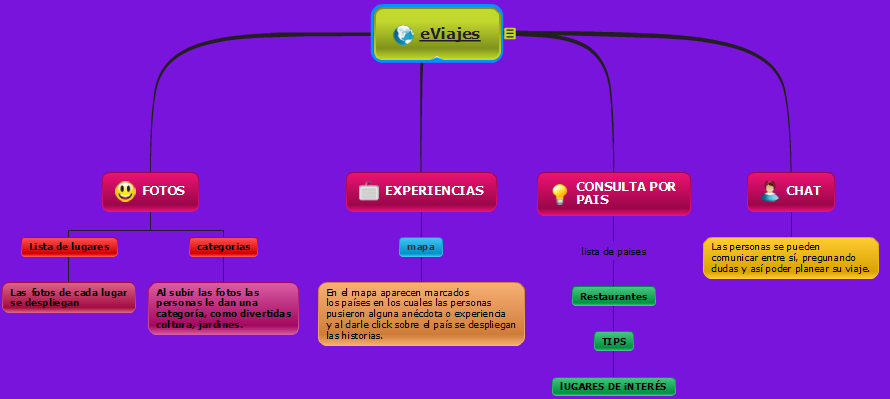 eViajes
FOTOS
EXPERIENCIAS
CONSULTA POR
PAIS
CHAT
Lista de lugares
categorias
mapa
lista de paises
Las personas se pueden
comunicar entre sí, pregunando
dudas y así poder planear su viaje.
Las fotos de cada lugar
se despliegan
Al subir las fotos las
personas le dan una
categoría, como divertidas
cultura, jardines.
En el mapa aparecen marcados
los países en los cuales las personas
pusieron alguna anécdota o experiencia
y al darle click sobre el país se despliegan
las historias.
Restaurantes
TIPS
lUGARES DE iNTERÉS